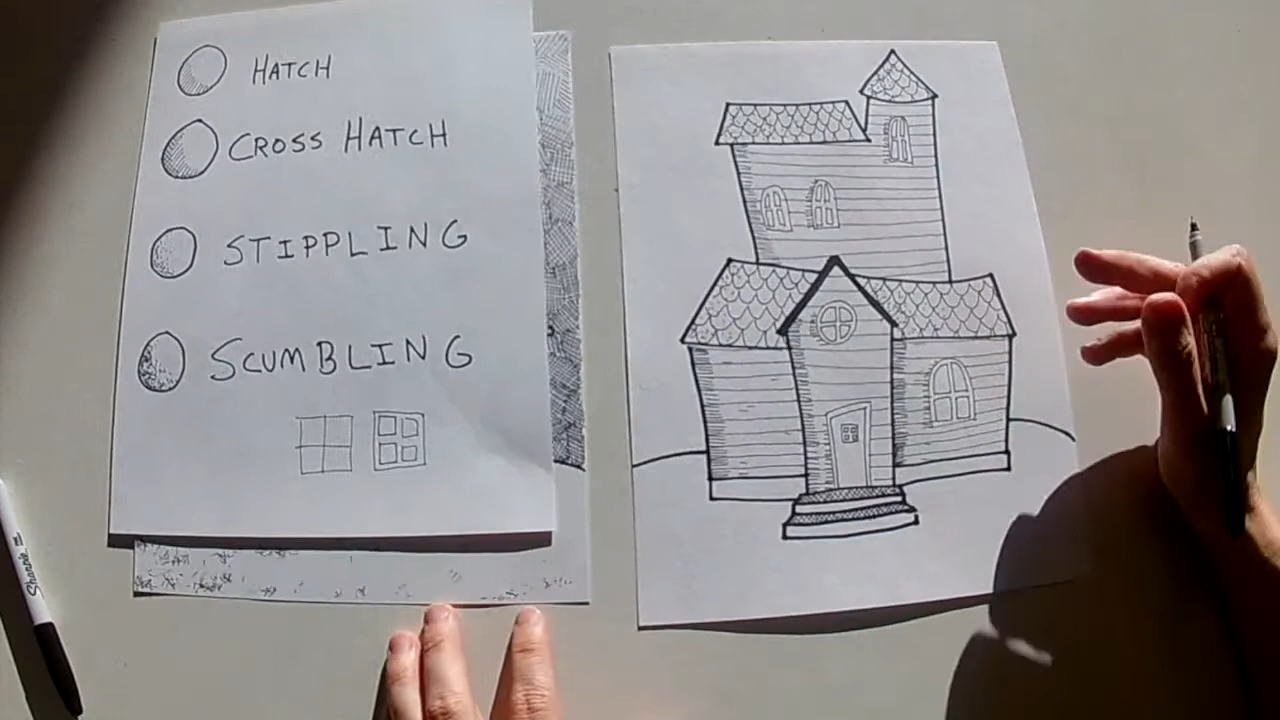 HATCH
CROSS HATCH
STIPPLING
SCUMBLING
Sharpie